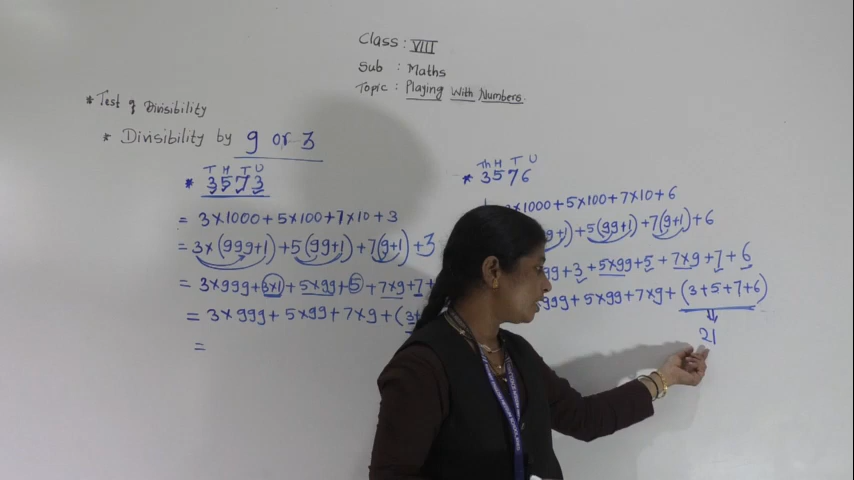 Class : VIII
Sub : Maths
Topic : Playing With Numbers.
* Test of Divisibility
* Divisibility by 9 or 3
T H T U
* 3573
= 3×1000+5×100+7×10+3
= 3×(999+1)+5(99+1)+7(9+1)+3
= 3×999+3×1+5×99+5+7×9+7+
= 3×999+5×99+7×9+(3+
=
Th H T U
* 3576
3×1000+5×100+7×10+6
+1)+5(99+1)+7(9+1)+6
99+3+5×99+5+7×9+7+6
999+5×99+7×9+(3+5+7+6)
21